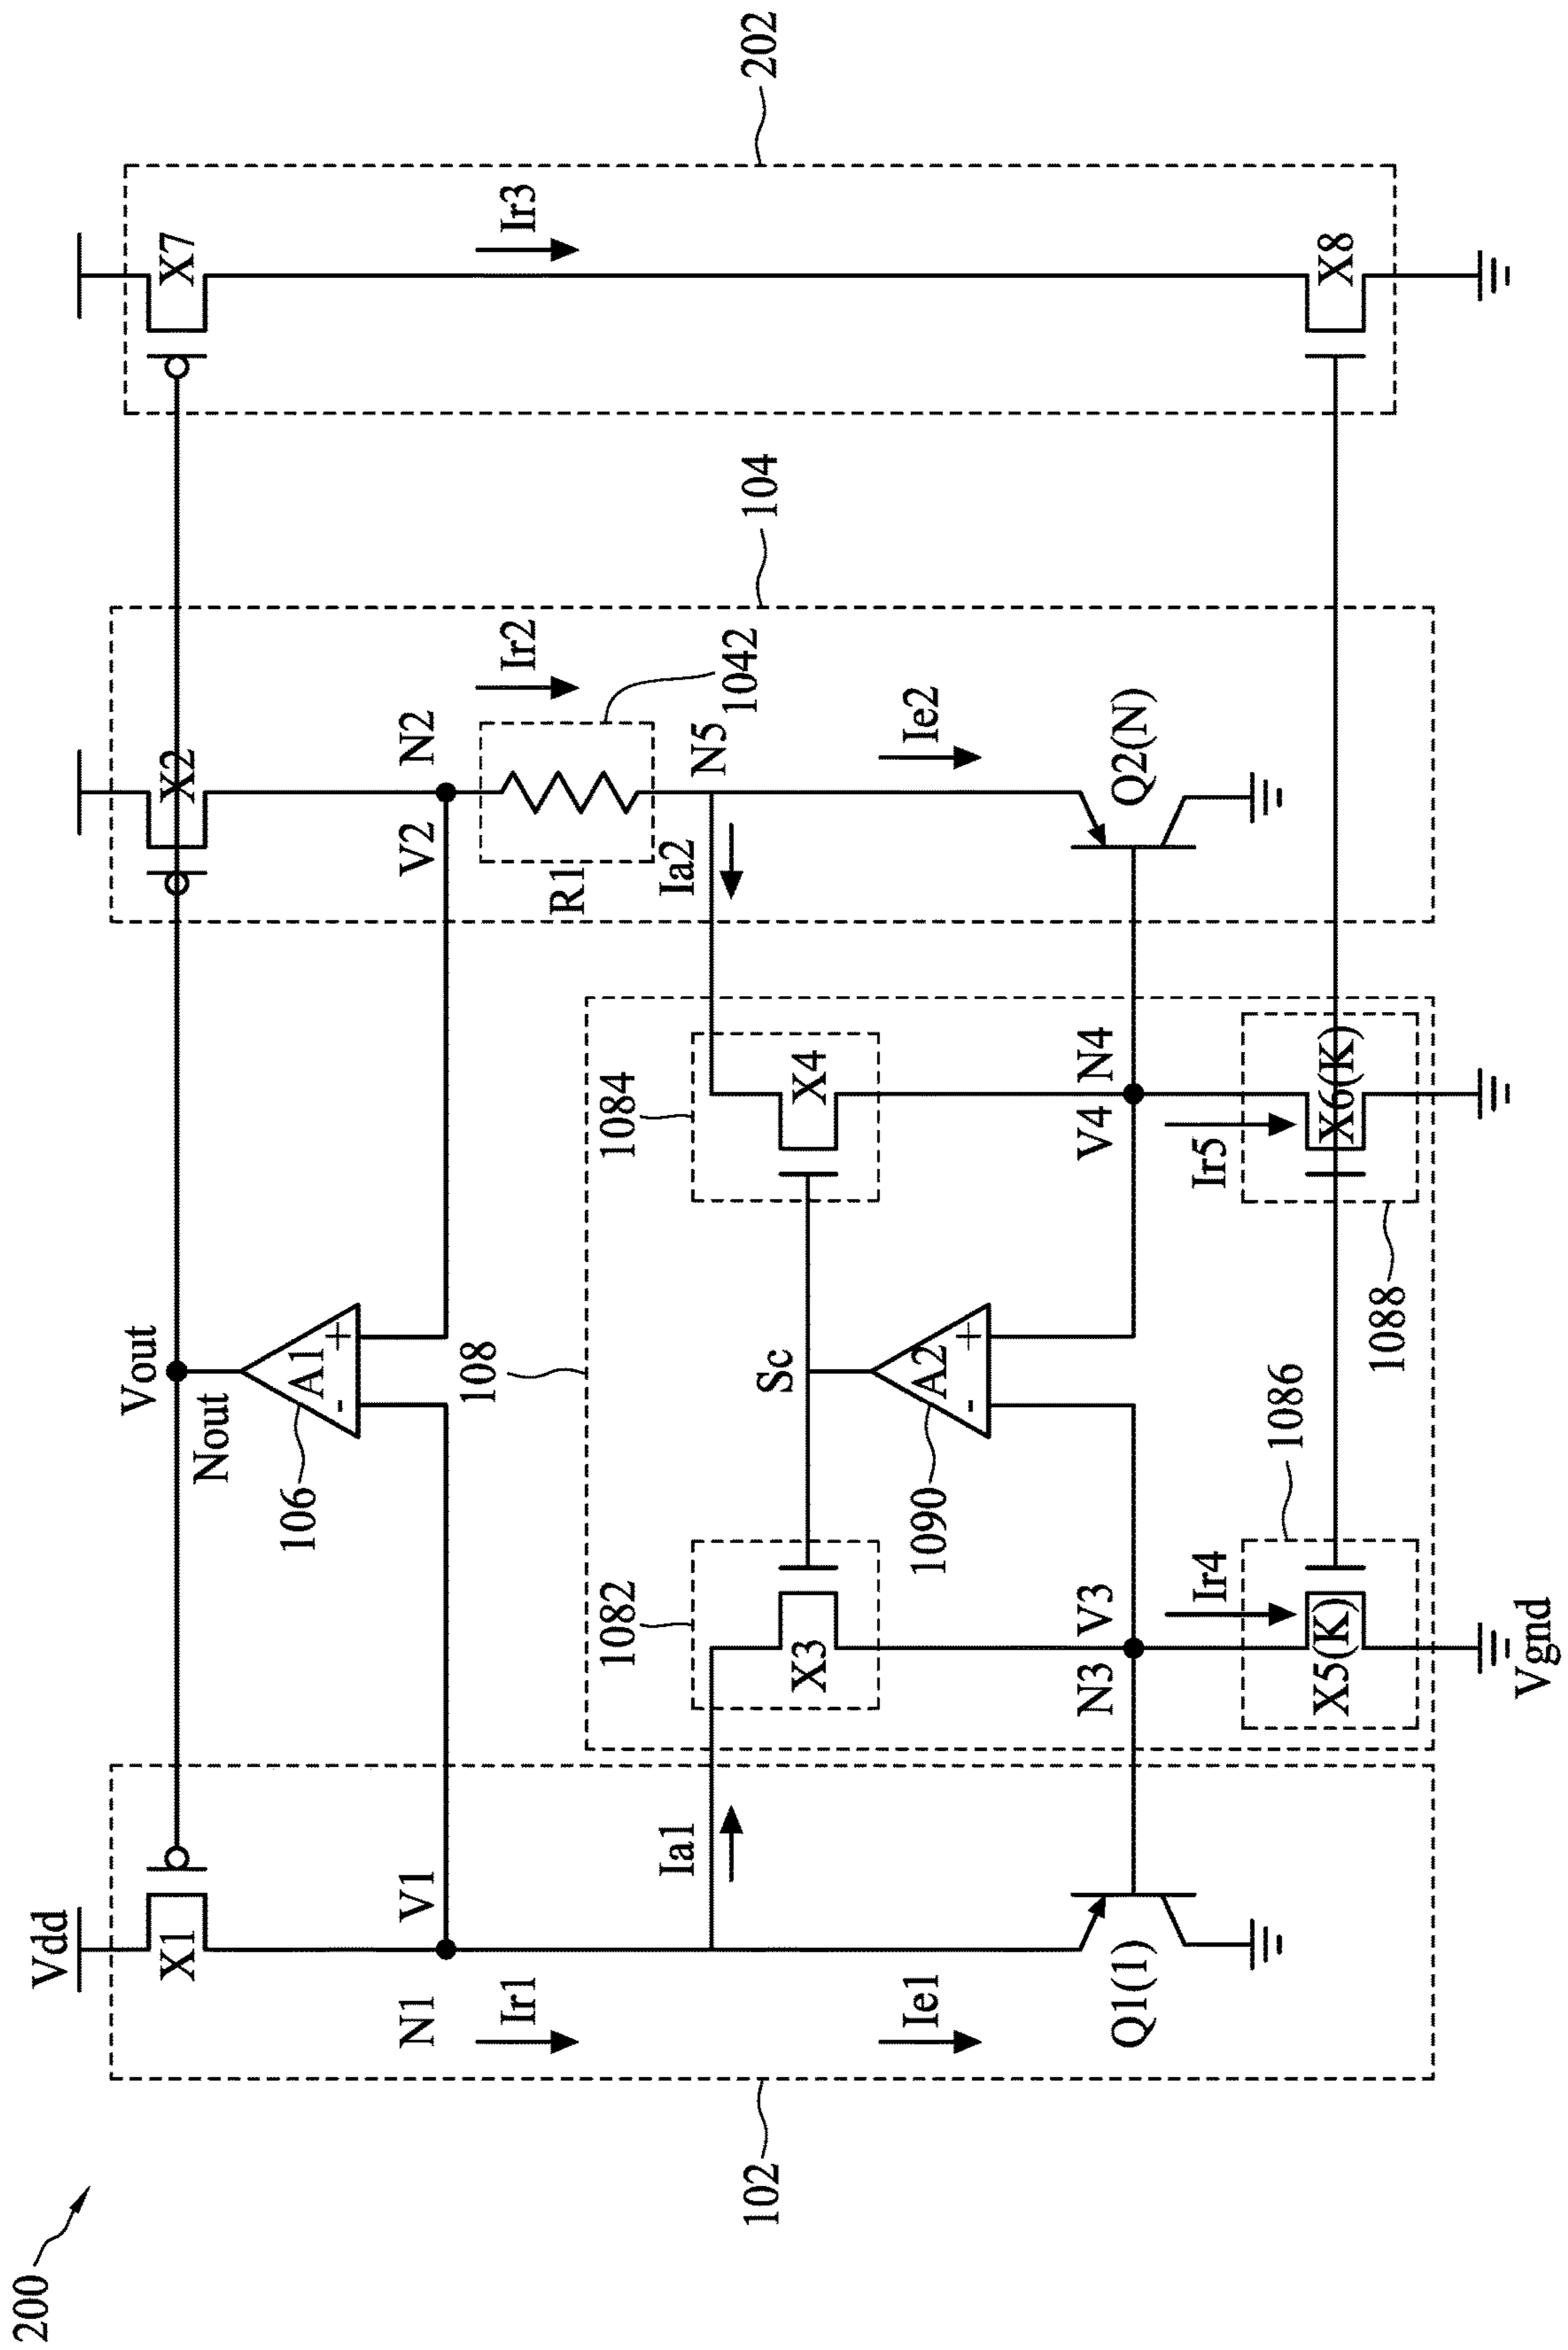 200
Vdd
X1
Vout
Nout
A1
-
+
106
X2
X7
202
N1
V1
Ir1
V2
N2
Ir2
R1
1042
Ir3
104
102
Ia1
108
Ia2
N5
1082
X3
Sc
1084
X4
Ie1
1090
A2
-
+
Ie2
Q1(1)
N3
V3
V4
N4
Q2(N)
Ir4
1086
X5(K)
Ir5
X6(K)
X8
1088
Vgnd